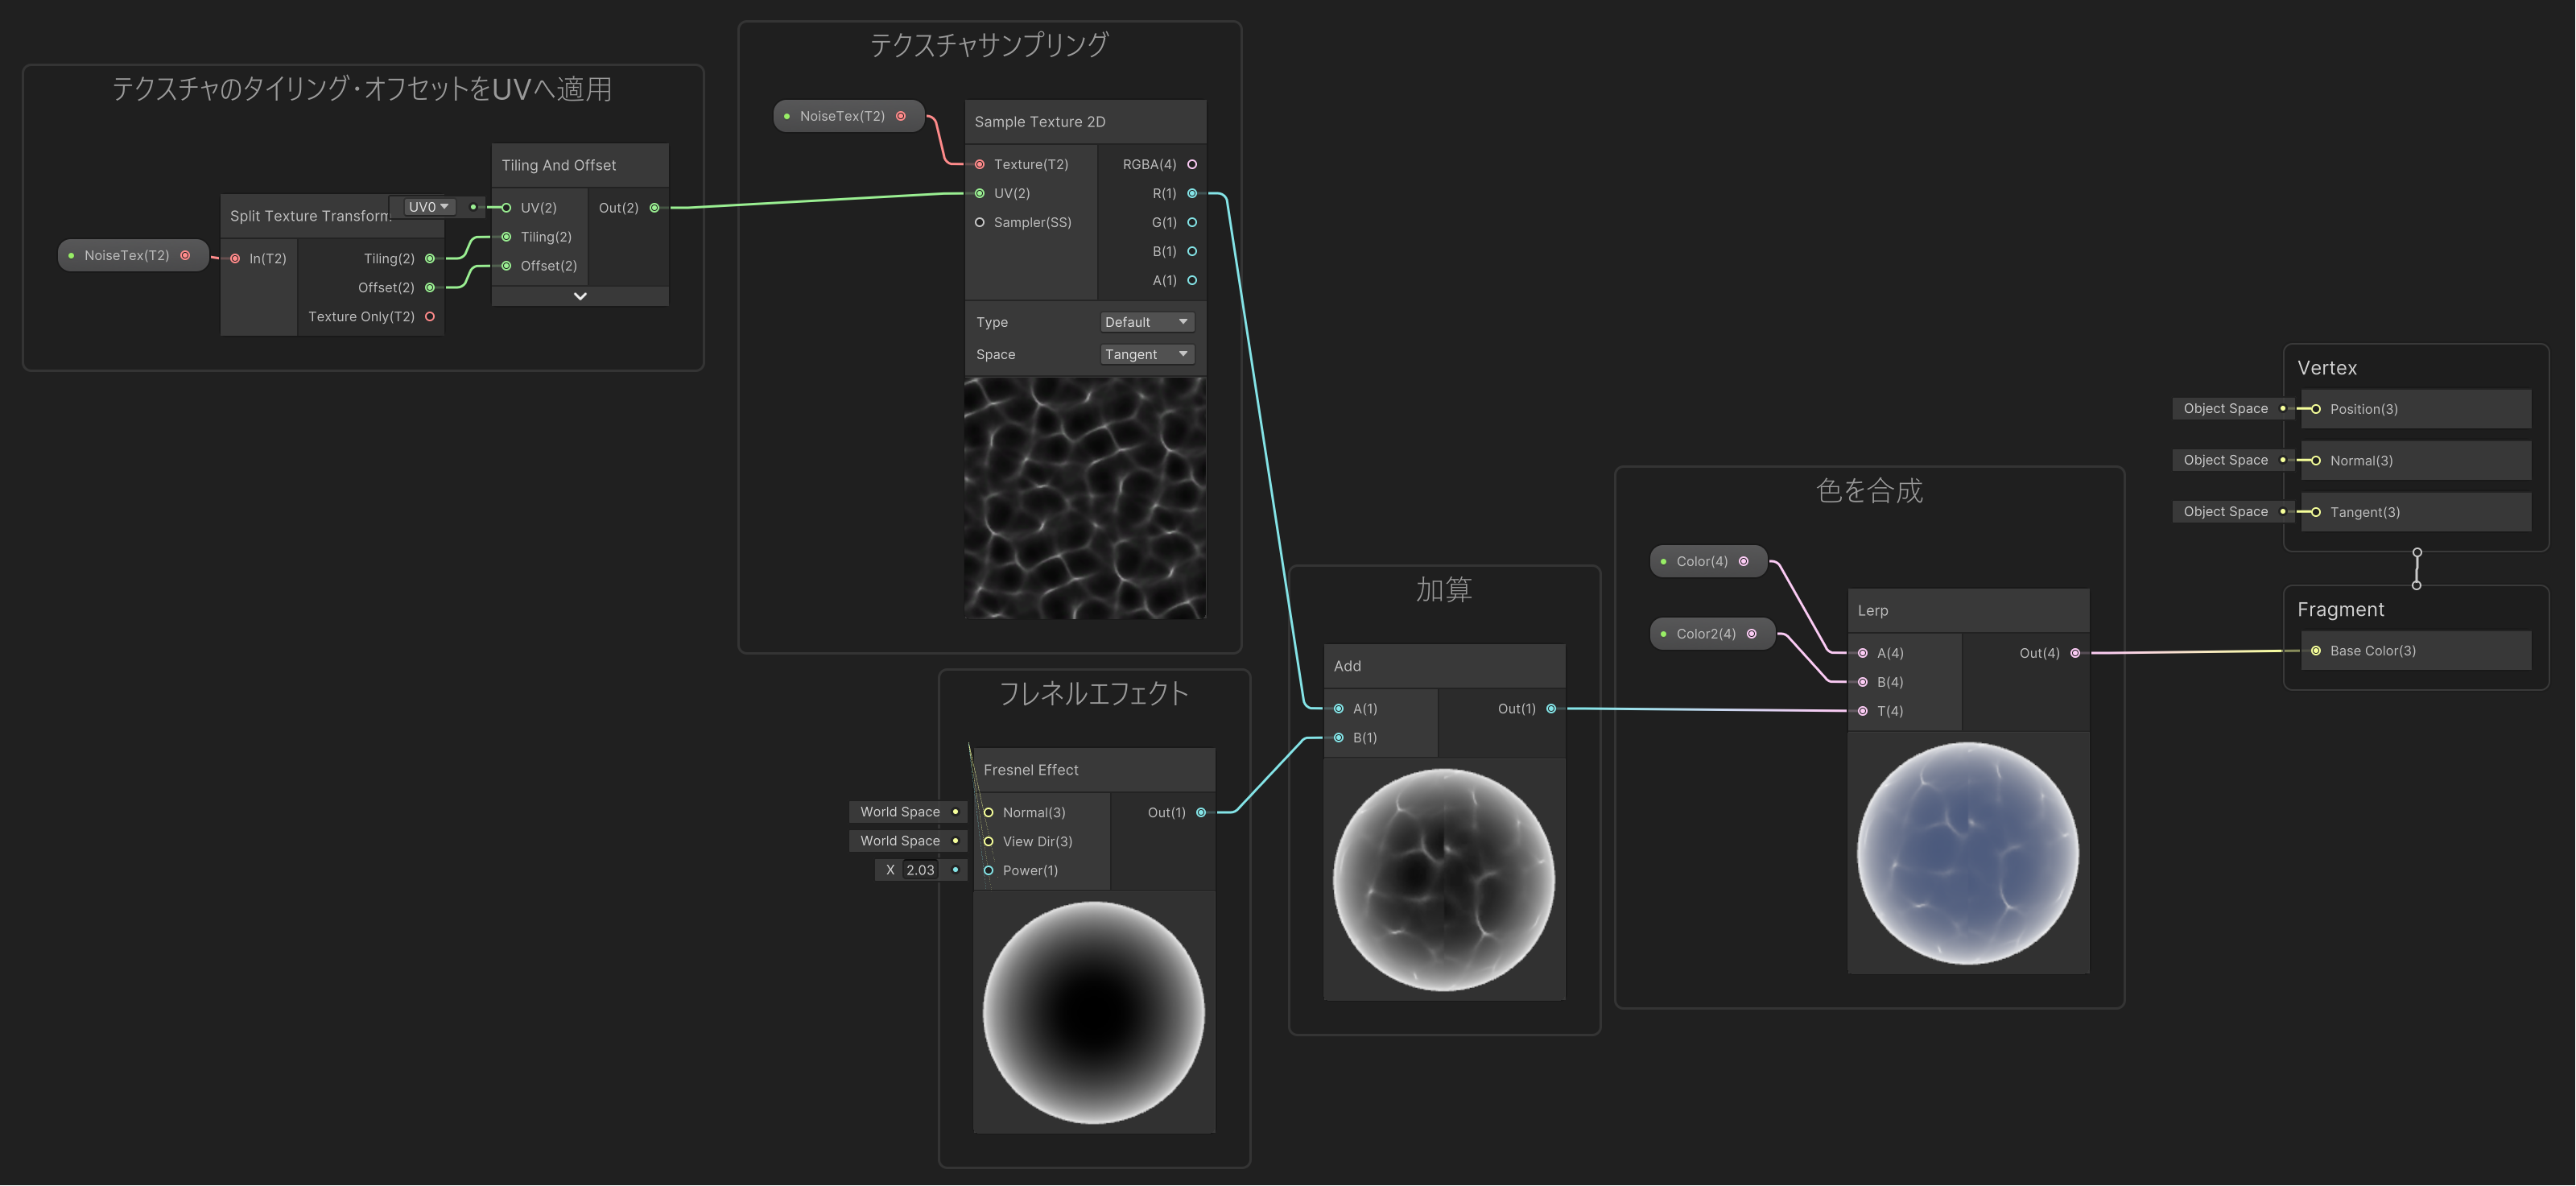 テクスチャのタイリング・オフセットをUVへ適用
NoiseTex(T2)
Split Texture Transform
In(T2)
Tiling(2)
Offset(2)
Texture Only(T2)
UV0
Tiling And Offset
UV(2)
Tiling(2)
Offset(2)
Out(2)
テクスチャサンプリング
NoiseTex(T2)
Sample Texture 2D
Texture(T2)
UV(2)
Sampler(SS)
RGBA(4)
R(1)
G(1)
B(1)
A(1)
Type
Default
Space
Tangent
フレネルエフェクト
Fresnel Effect
World Space
Normal(3)
World Space
View Dir(3)
X 2.03
Power(1)
Out(1)
加算
Add
A(1)
B(1)
Out(1)
色を合成
Color(4)
Color2(4)
Lerp
A(4)
B(4)
T(4)
Out(4)
Vertex
Object Space
Position(3)
Object Space
Normal(3)
Object Space
Tangent(3)
Fragment
Base Color(3)